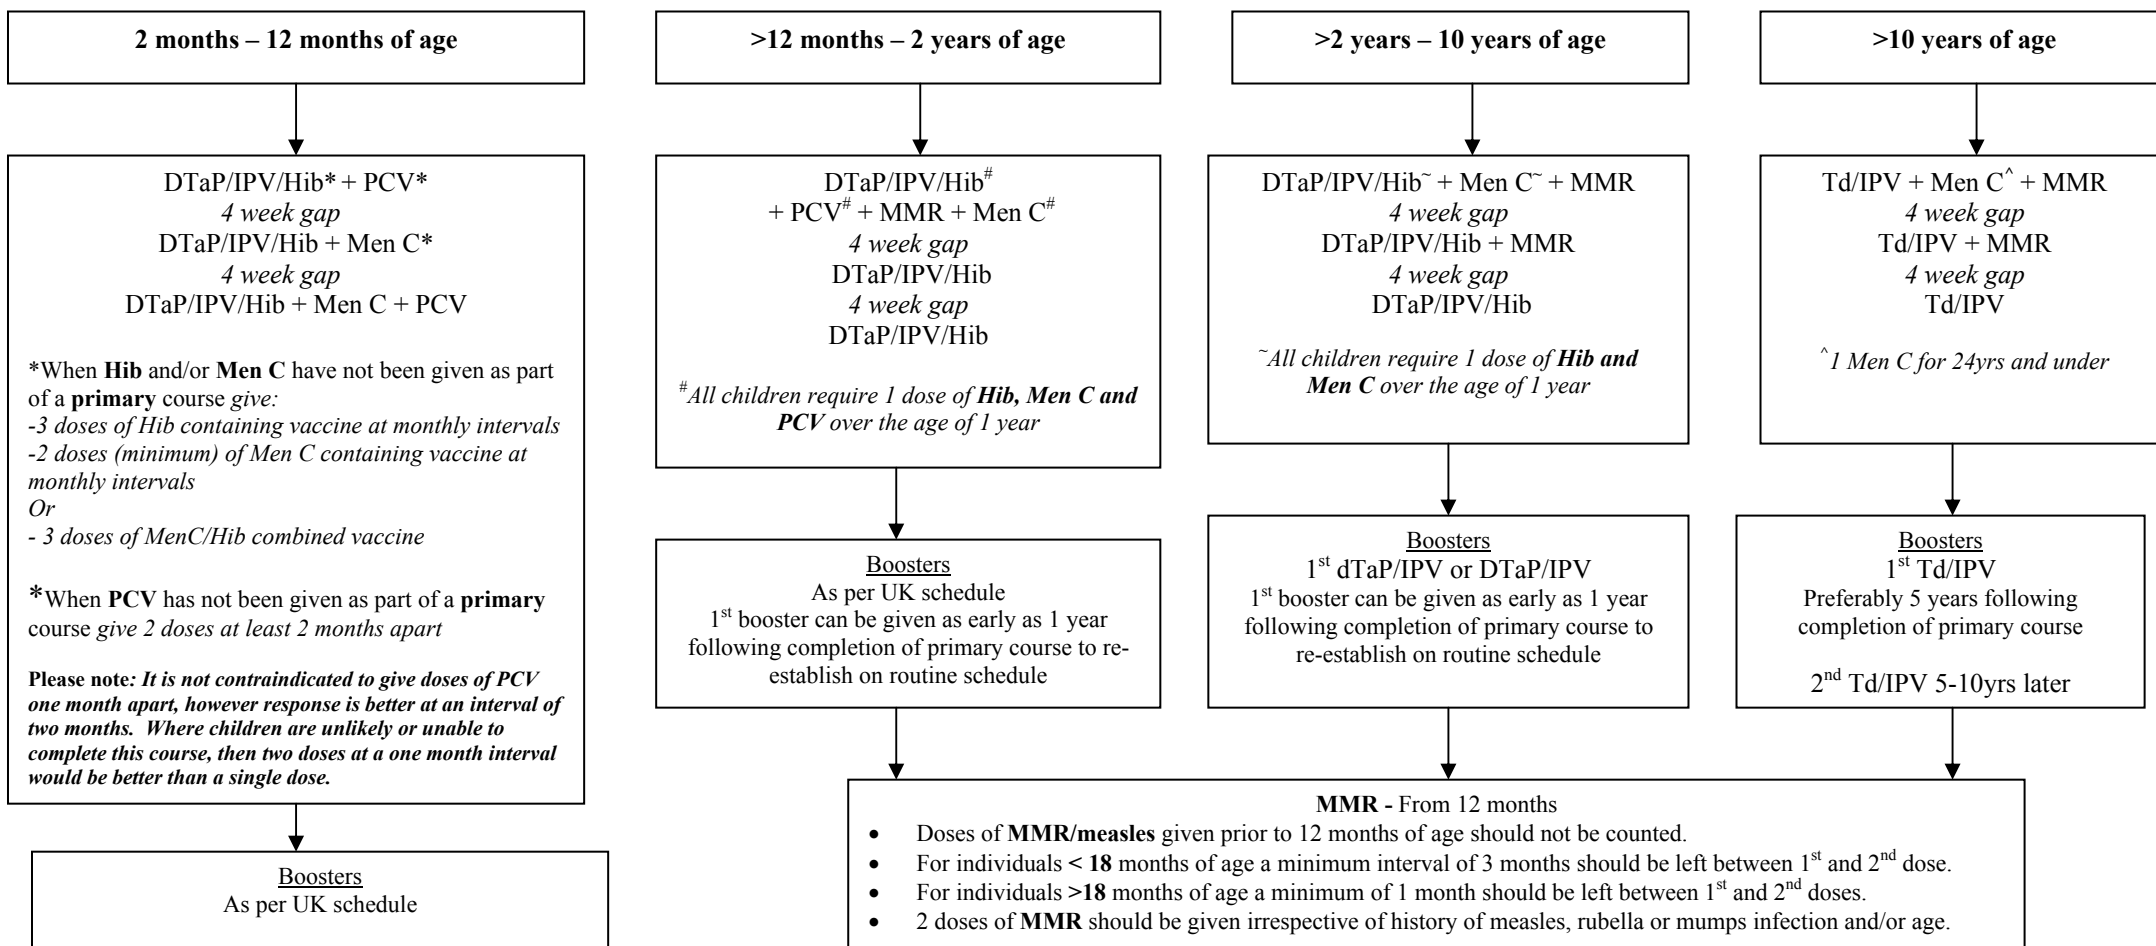 2 months – 12 months of age
DTaP/IPV/Hib* + PCV*
4 week gap
DTaP/IPV/Hib + Men C*
4 week gap
DTaP/IPV/Hib + Men C + PCV
*When Hib and/or Men C have not been given as part
of a primary course give:
-3 doses of Hib containing vaccine at monthly intervals
-2 doses (minimum) of Men C containing vaccine at
monthly intervals
Or
- 3 doses of MenC/Hib combined vaccine
*When PCV has not been given as part of a primary
course give 2 doses at least 2 months apart
Please note: It is not contraindicated to give doses of PCV
one month apart, however response is better at an interval of
two months. Where children are unlikely or unable to
complete this course, then two doses at a one month interval
would be better than a single dose.
Boosters
As per UK schedule
>12 months – 2 years of age
DTaP/IPV/Hib#
+ PCV# + MMR + Men C#
4 week gap
DTaP/IPV/Hib
4 week gap
DTaP/IPV/Hib
#All children require 1 dose of Hib, Men C and
PCV over the age of 1 year
Boosters
As per UK schedule
1st booster can be given as early as 1 year
following completion of primary course to re-
establish on routine schedule
>2 years – 10 years of age
DTaP/IPV/Hib~ + Men C~ + MMR
4 week gap
DTaP/IPV/Hib + MMR
4 week gap
DTaP/IPV/Hib
~All children require 1 dose of Hib and
Men C over the age of 1 year
Boosters
1st dTaP/IPV or DTaP/IPV
1st booster can be given as early as 1 year
following completion of primary course to
re-establish on routine schedule
>10 years of age
Td/IPV + Men C^ + MMR
4 week gap
Td/IPV + MMR
4 week gap
Td/IPV
^1 Men C for 24yrs and under
Boosters
1st Td/IPV
Preferably 5 years following
completion of primary course
2nd Td/IPV 5-10yrs later
MMR - From 12 months
• Doses of MMR/measles given prior to 12 months of age should not be counted.
• For individuals < 18 months of age a minimum interval of 3 months should be left between 1st and 2nd dose.
• For individuals >18 months of age a minimum of 1 month should be left between 1st and 2nd doses.
• 2 doses of MMR should be given irrespective of history of measles, rubella or mumps infection and/or age.